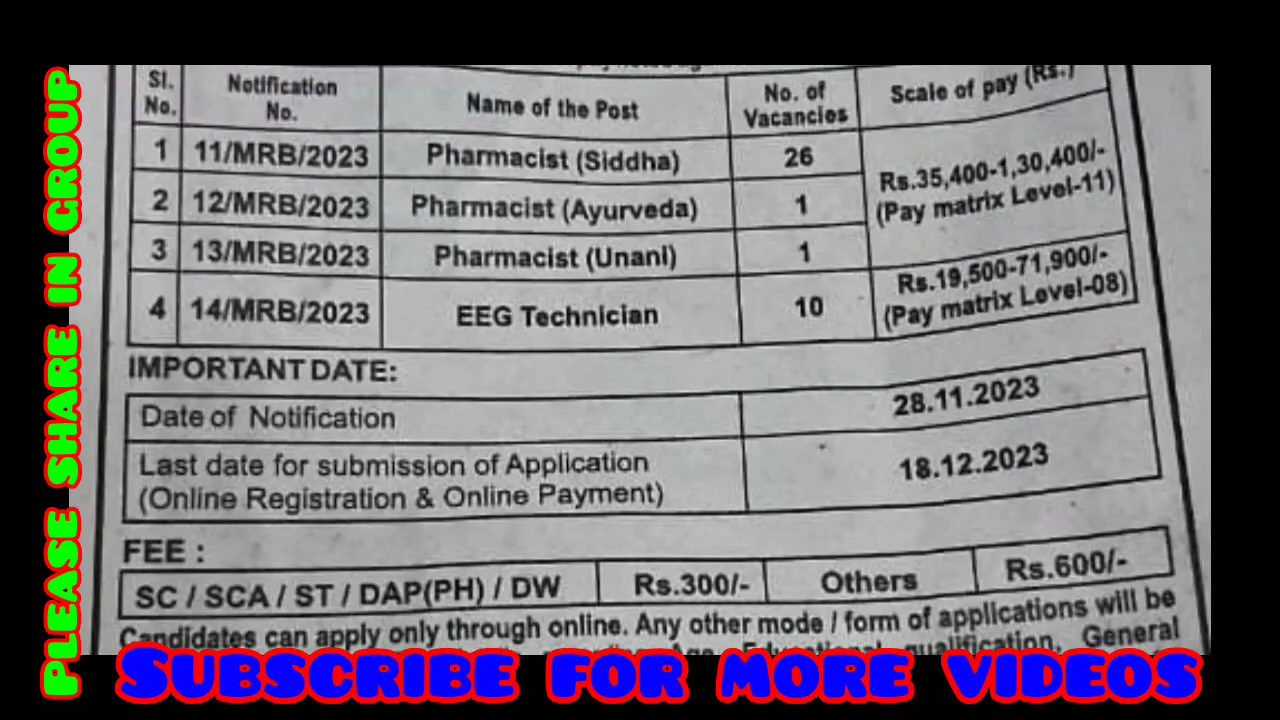 Sl. No.
Notification No.
Name of the Post
No. of Vacancies
Scale of pay (Rs.)
1 11/MRB/2023 Pharmacist (Siddha) 26
Rs.35,400-1,30,400/-
(Pay matrix Level-11)
2 12/MRB/2023 Pharmacist (Ayurveda) 1
3 13/MRB/2023 Pharmacist (Unani) 1
4 14/MRB/2023 EEG Technician 10
Rs.19,500-71,900/-
(Pay matrix Level-08)
IMPORTANT DATE:
Date of Notification 28.11.2023
Last date for submission of Application
(Online Registration & Online Payment) 18.12.2023
FEE :
SC / SCA / ST / DAP(PH) / DW Rs.300/- Others Rs.600/-
Candidates can apply only through online. Any other mode / form of applications will be
Age, Educational qualification, General
PLEASE SHARE IN GROUP
SUBSCRIBE FOR MORE VIDEOS